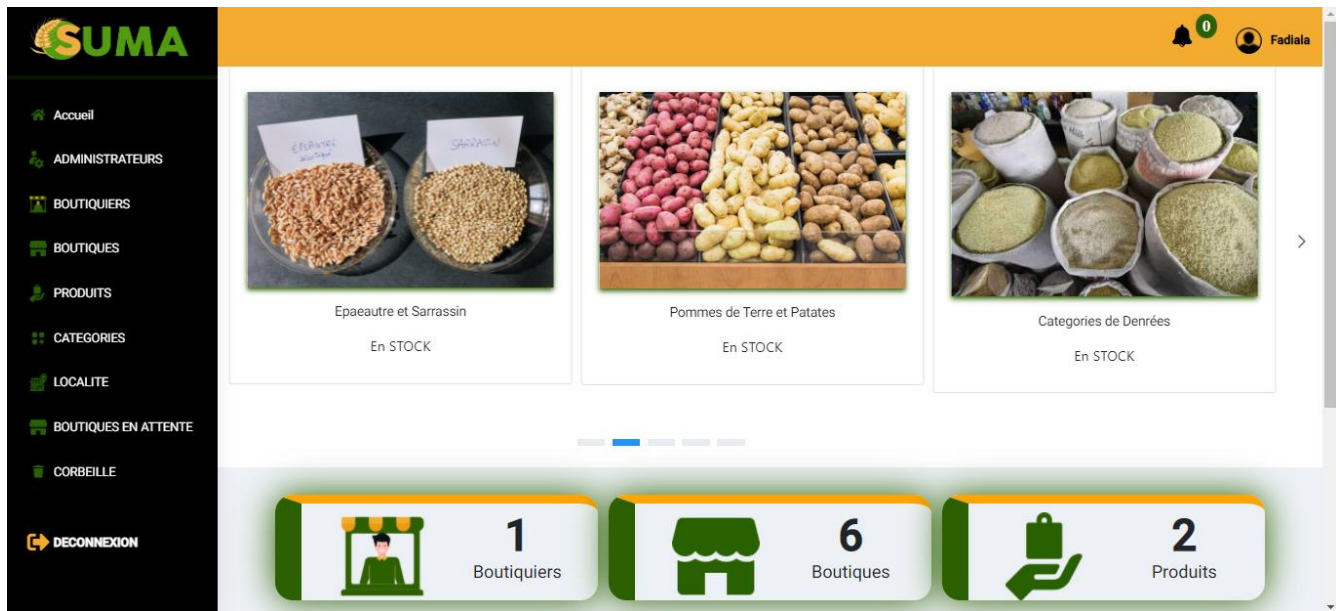 SUMA
0
Fadiala
Accueil
ADMINISTRATEURS
BOUTIQUIERS
BOUTIQUES
PRODUITS
CATEGORIES
LOCALITE
BOUTIQUES EN ATTENTE
CORBEILLE
DECONNEXION
SARRASIN
Epaeautre et Sarrassin
En STOCK
Pommes de Terre et Patates
En STOCK
Categories de Denrées
En STOCK
1
Boutiquiers
6
Boutiques
2
Produits